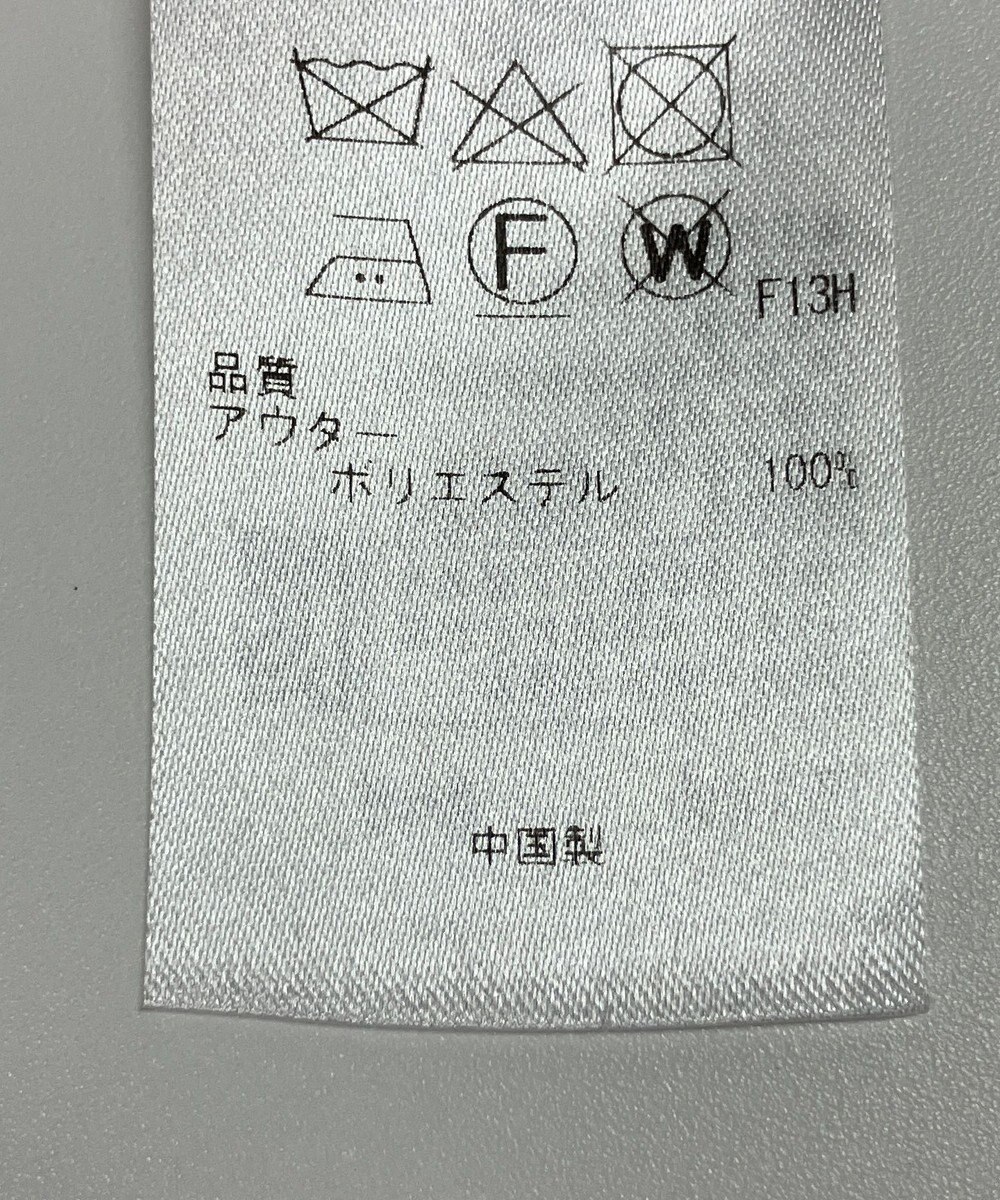 F W F13H
品質
アウター
ポリエステル 100%
中国製